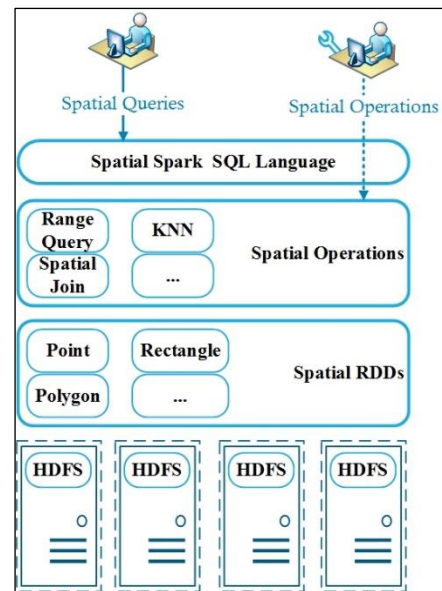 Spatial Queries
Spatial Operations
Spatial Spark SQL Language
Range
Query
KNN
Spatial
Join
...
Spatial Operations
Point
Rectangle
Polygon
...
Spatial RDDs
HDFS
HDFS
HDFS
HDFS